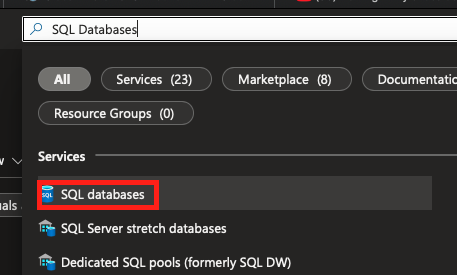 SQL Databases
All Services (23) Marketplace (8) Documentatio
Resource Groups (0)
Services
SQL SQL databases
SQL Server stretch databases
Dedicated SQL pools (formerly SQL DW)
w
uals